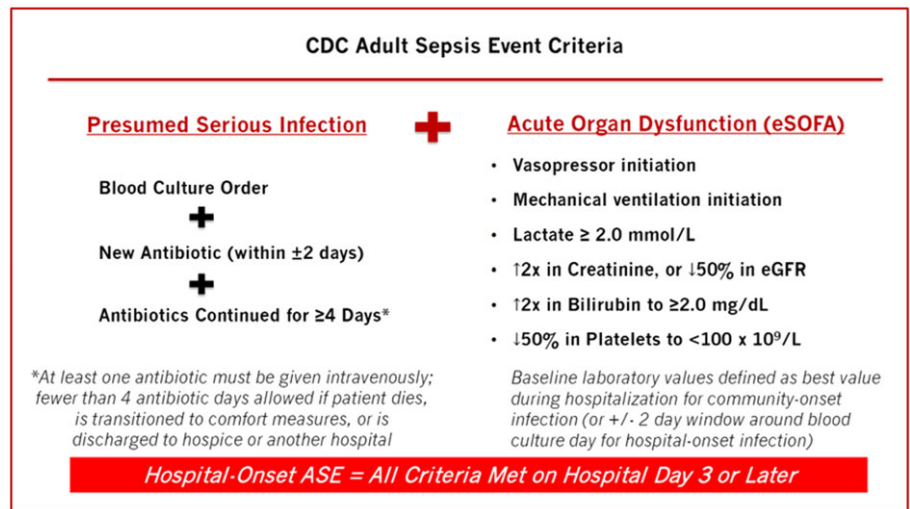 CDC Adult Sepsis Event Criteria
Presumed Serious Infection
Blood Culture Order
New Antibiotic (within ±2 days)
Antibiotics Continued for ≥4 Days*
*At least one antibiotic must be given intravenously;
fewer than 4 antibiotic days allowed if patient dies,
is transitioned to comfort measures, or is
discharged to hospice or another hospital
Acute Organ Dysfunction (eSOFA)
• Vasopressor initiation
• Mechanical ventilation initiation
• Lactate ≥ 2.0 mmol/L
• ↑2x in Creatinine, or ↓50% in eGFR
• ↑2x in Bilirubin to ≥2.0 mg/dL
• ↓50% in Platelets to <100 x 10⁹/L
Baseline laboratory values defined as best value
during hospitalization for community-onset
infection (or +/- 2 day window around blood
culture day for hospital-onset infection)
Hospital-Onset ASE = All Criteria Met on Hospital Day 3 or Later